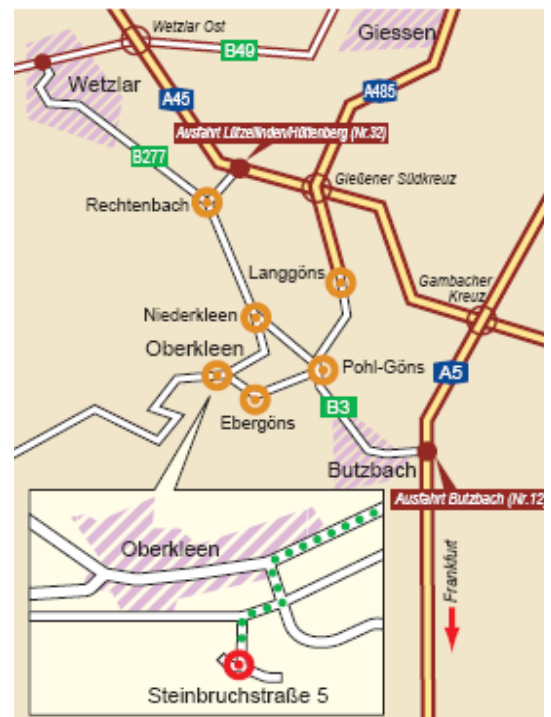 Wetzlar Ost
B49
Giessen
Wetzlar
A45
A485
Ausfahrt Lützellinden/Hüttenberg (Nr.32)
B277
Gießener Südkreuz
Rechtenbach
Langgöns
Gambacher
Kreuz
Niederkleen
Oberkleen
Pohl-Göns
A5
B3
Ebergöns
Butzbach
Ausfahrt Butzbach (Nr.12)
Oberkleen
Frankfurt
Steinbruchstraße 5